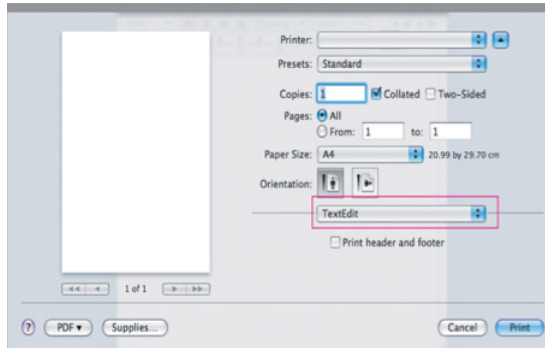 Printer:
Presets: Standard
Copies: 1 Collated Two-Sided
Pages: All
From: 1 to: 1
Paper Size: A4 20.99 by 29.70 cm
Orientation:
TextEdit
Print header and footer
1 of 1
? PDF Supplies... Cancel Print